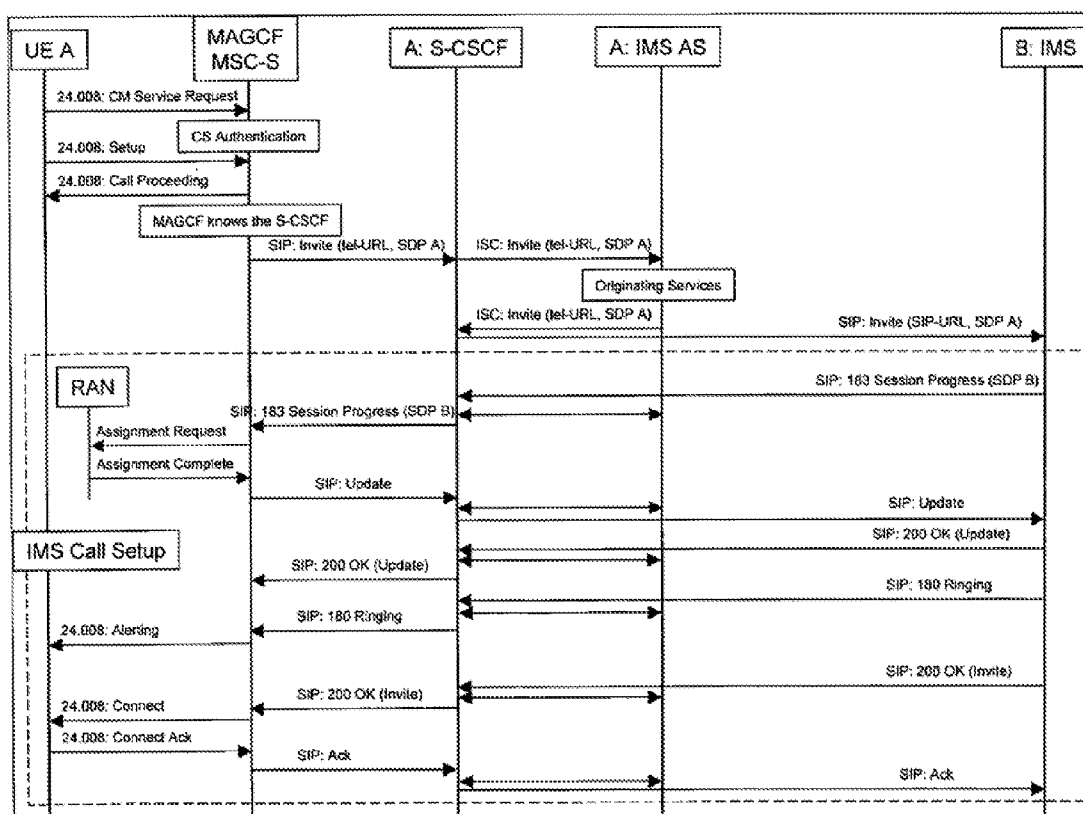 UE A
MAGCF
MSC-S
A: S-CSCF
A: IMS AS
B: IMS
24.008: CM Service Request
CS Authentication
24.008: Setup
24.008: Call Proceeding
MAGCF knows the S-CSCF
SIP: Invite (tel-URL, SDP A)
ISC: Invite (tel-URL, SDP A)
Originating Services
ISC: Invite (tel-URL, SDP A)
SIP: Invite (SIP-URL, SDP A)
RAN
SIP: 183 Session Progress (SDP B)
SIP: 183 Session Progress (SDP B)
Assignment Request
Assignment Complete
SIP: Update
SIP: Update
IMS Call Setup
SIP: 200 OK (Update)
SIP: 200 OK (Update)
SIP: 180 Ringing
SIP: 180 Ringing
24.008: Alerting
SIP: 200 OK (Invite)
SIP: 200 OK (Invite)
24.008: Connect
24.008: Connect Ack
SIP: Ack
SIP: Ack